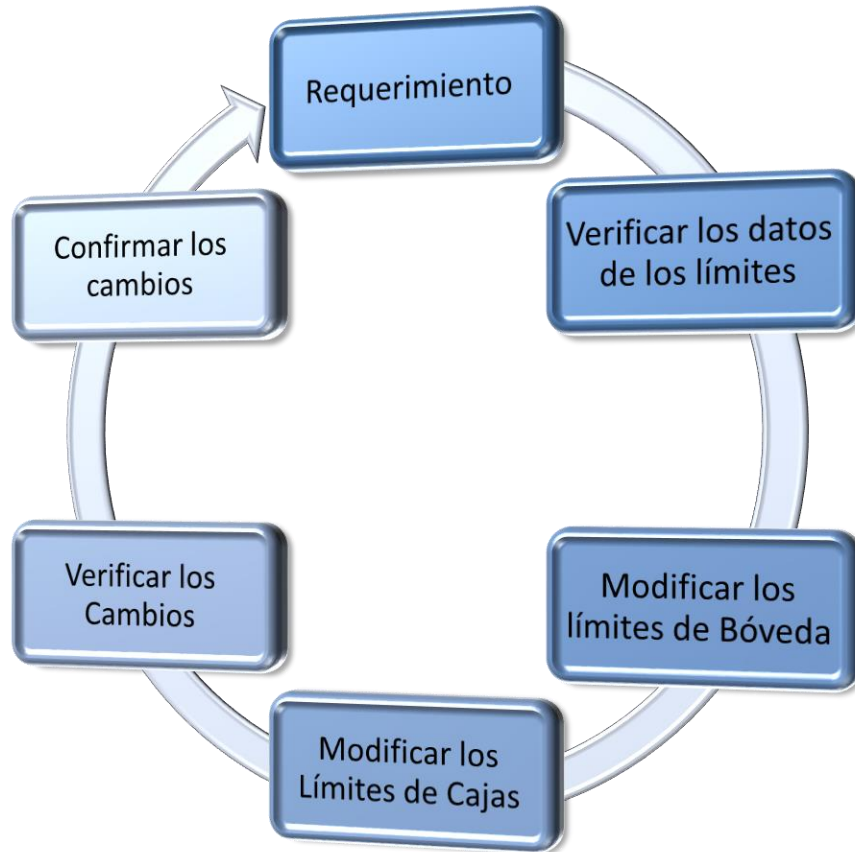 Requerimiento
Verificar los datos
de los límites
Modificar los
límites de Bóveda
Modificar los
Límites de Cajas
Verificar los
Cambios
Confirmar los
cambios